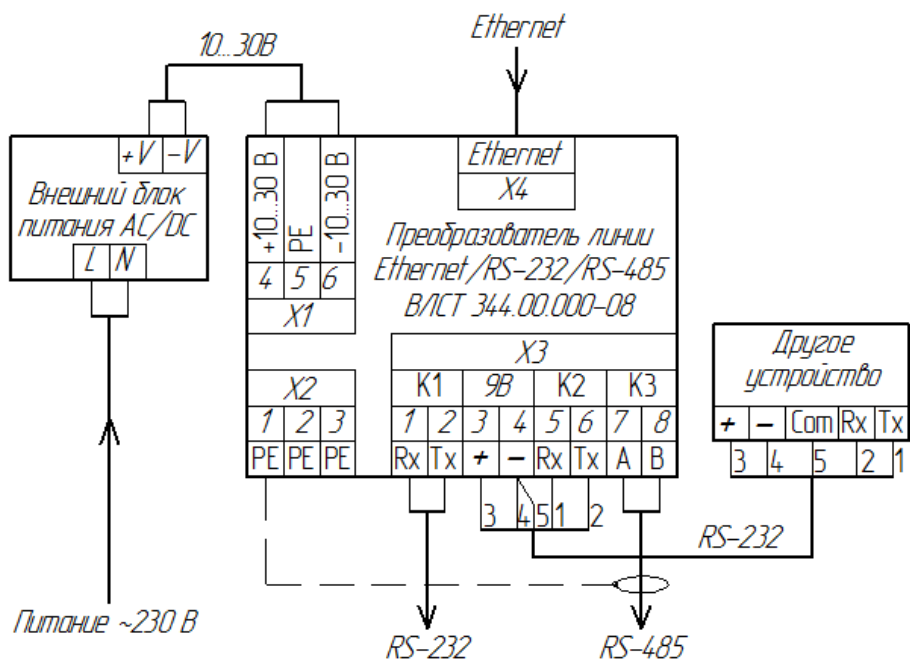 Ethernet
10...30В
+V -V
Внешний блок
питания AC/DC
L N
Питание ~230 В
+10...30 В
PE
-10...30 В
4 5 6
X1
X2
1 2 3
PE PE PE
Ethernet
X4
Преобразователь линии
Ethernet/RS-232/RS-485
ВЛСТ 344.00.000-08
X3
К1 9В К2 К3
1 2 3 4 5 6 7 8
Rx Tx + - Rx Tx A B
3 4 5 1 2
Другое
устройство
+ - Com Rx Tx
3 4 5 2 1
RS-232
RS-232
RS-485